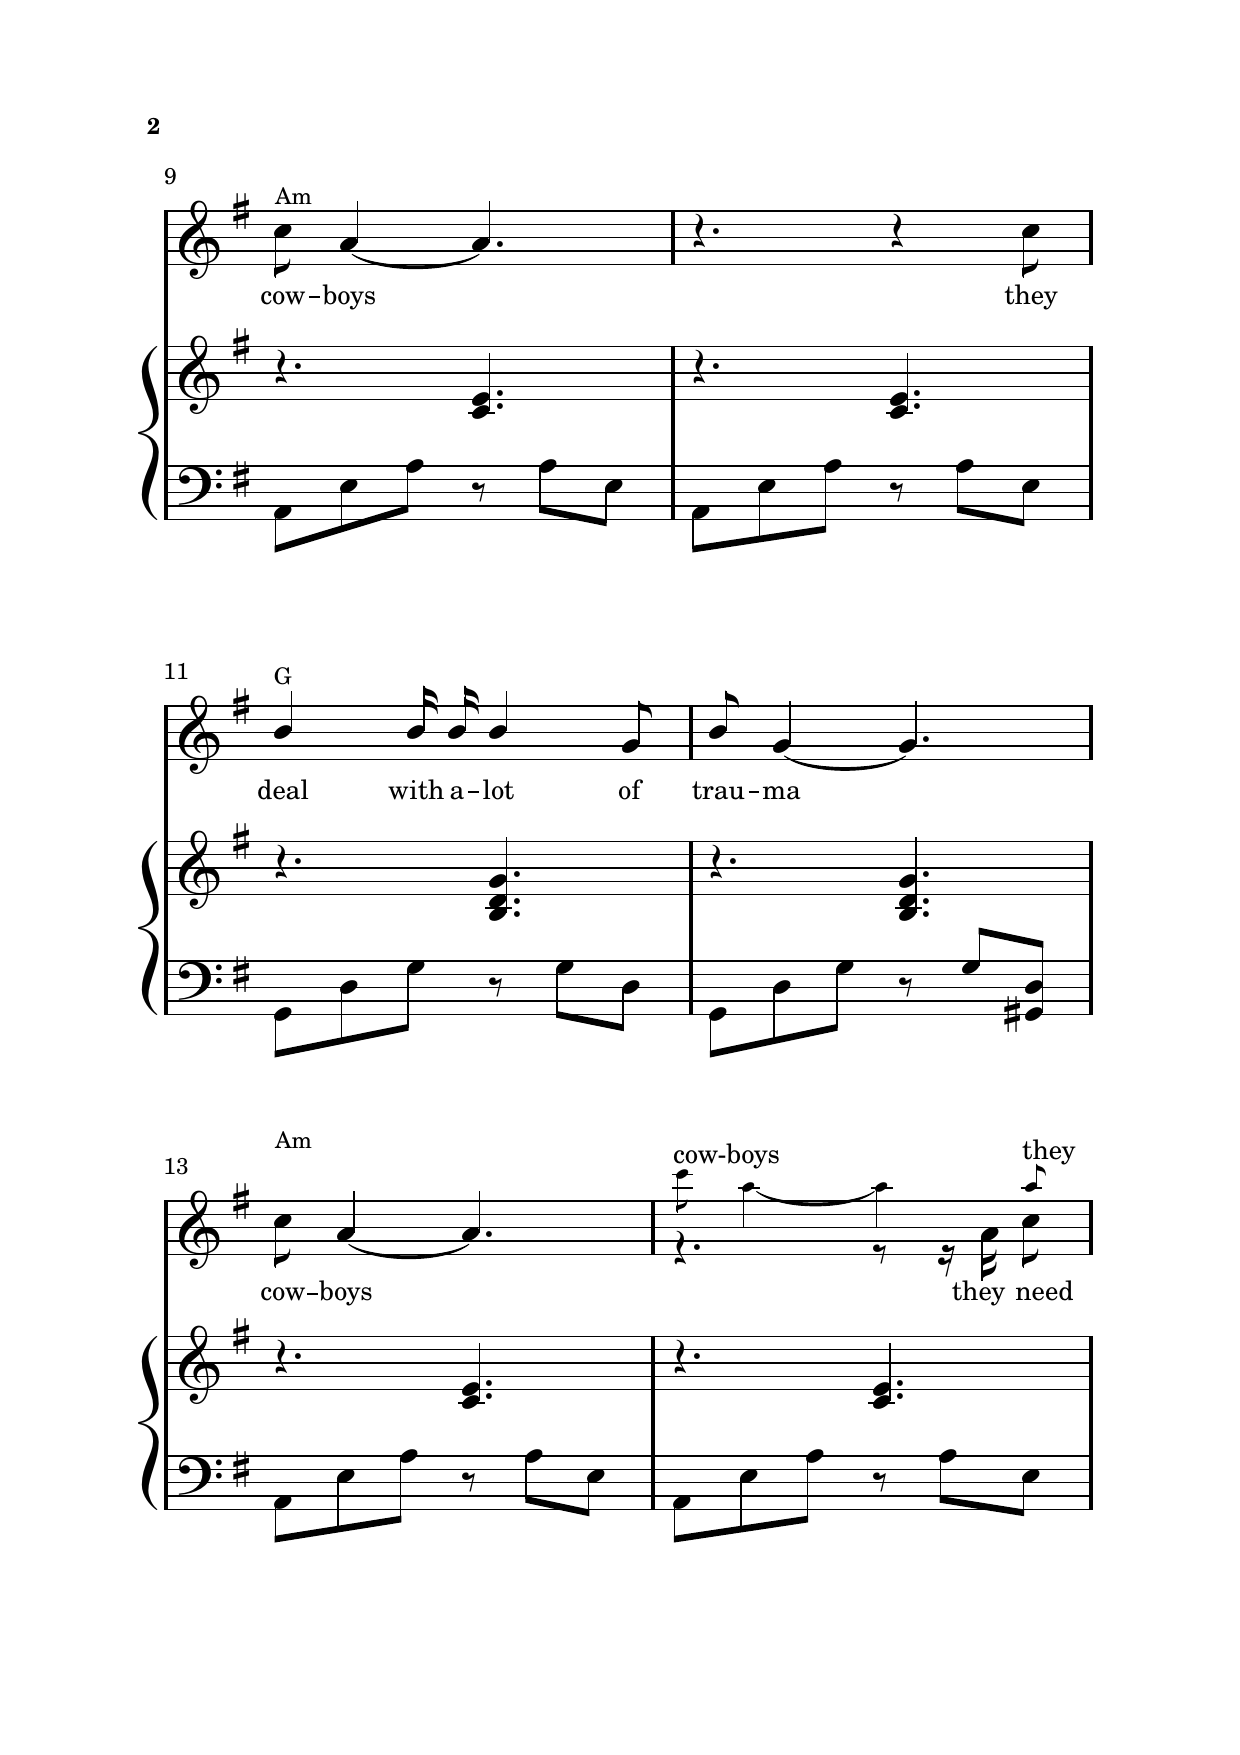 2
9
Am
cow – boys they
11
G
deal with a – lot of trau – ma
13
Am
cow-boys they
cow – boys they need